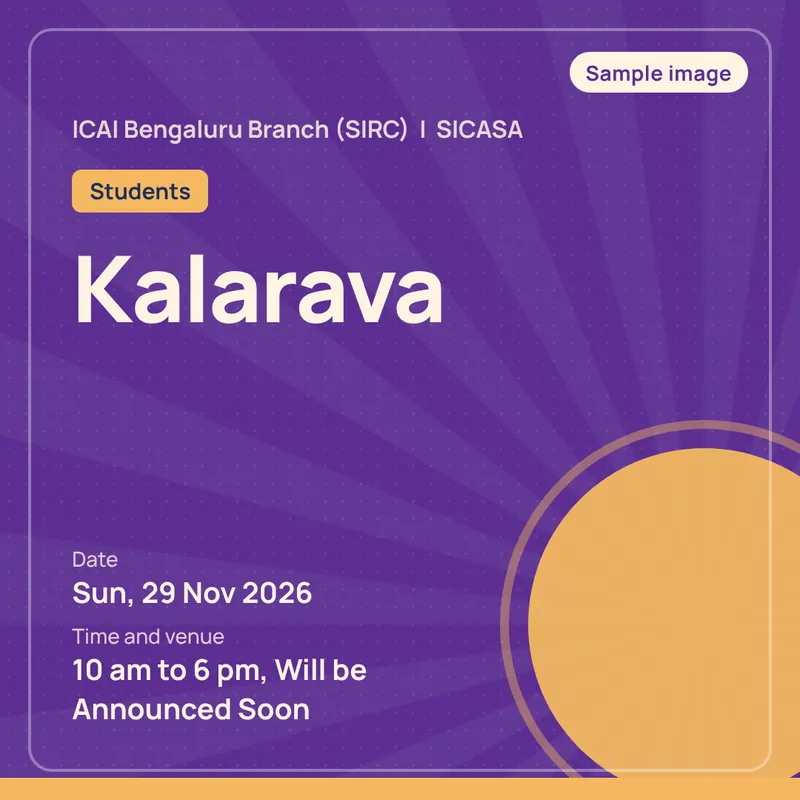 Sample image
ICAI Bengaluru Branch (SIRC) | SICASA
Students
Kalarava
Date
Sun, 29 Nov 2026
Time and venue
10 am to 6 pm, Will be
Announced Soon